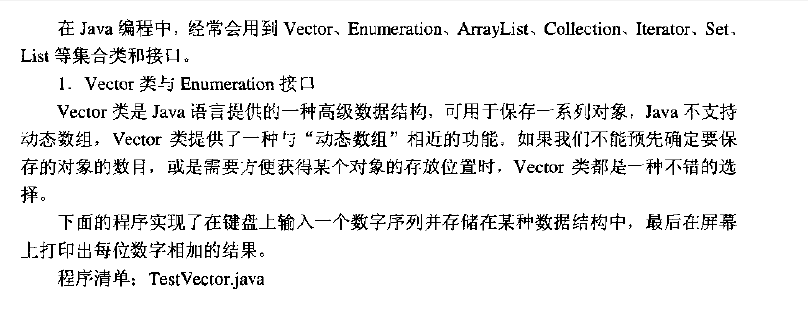 在 Java 编程中，经常会用到 Vector、Enumeration、ArrayList、Collection、Iterator、Set、
List 等集合类和接口。
1．Vector 类与 Enumeration 接口
Vector 类是 Java 语言提供的一种高级数据结构，可用于保存一系列对象，Java 不支持
动态数组，Vector 类提供了一种与“动态数组”相近的功能．如果我们不能预先确定要保
存的对象的数目，或是需要方便获得某个对象的存放位置时，Vector 类都是一种不错的选
择。
下面的程序实现了在键盘上输入一个数字序列并存储在某种数据结构中，最后在屏幕
上打印出每位数字相加的结果。
程序清单：TestVector.java